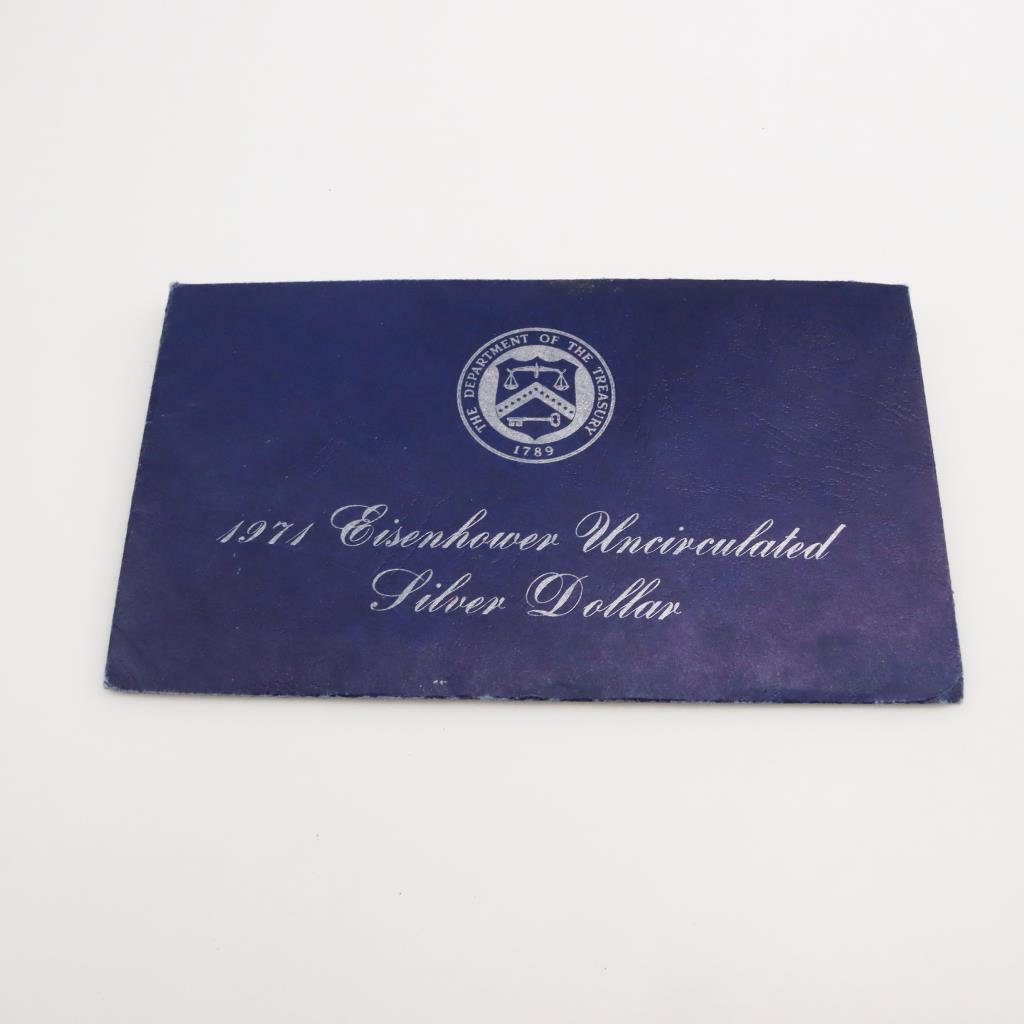 THE DEPARTMENT OF THE TREASURY
1789
1971 Eisenhower Uncirculated
Silver Dollar